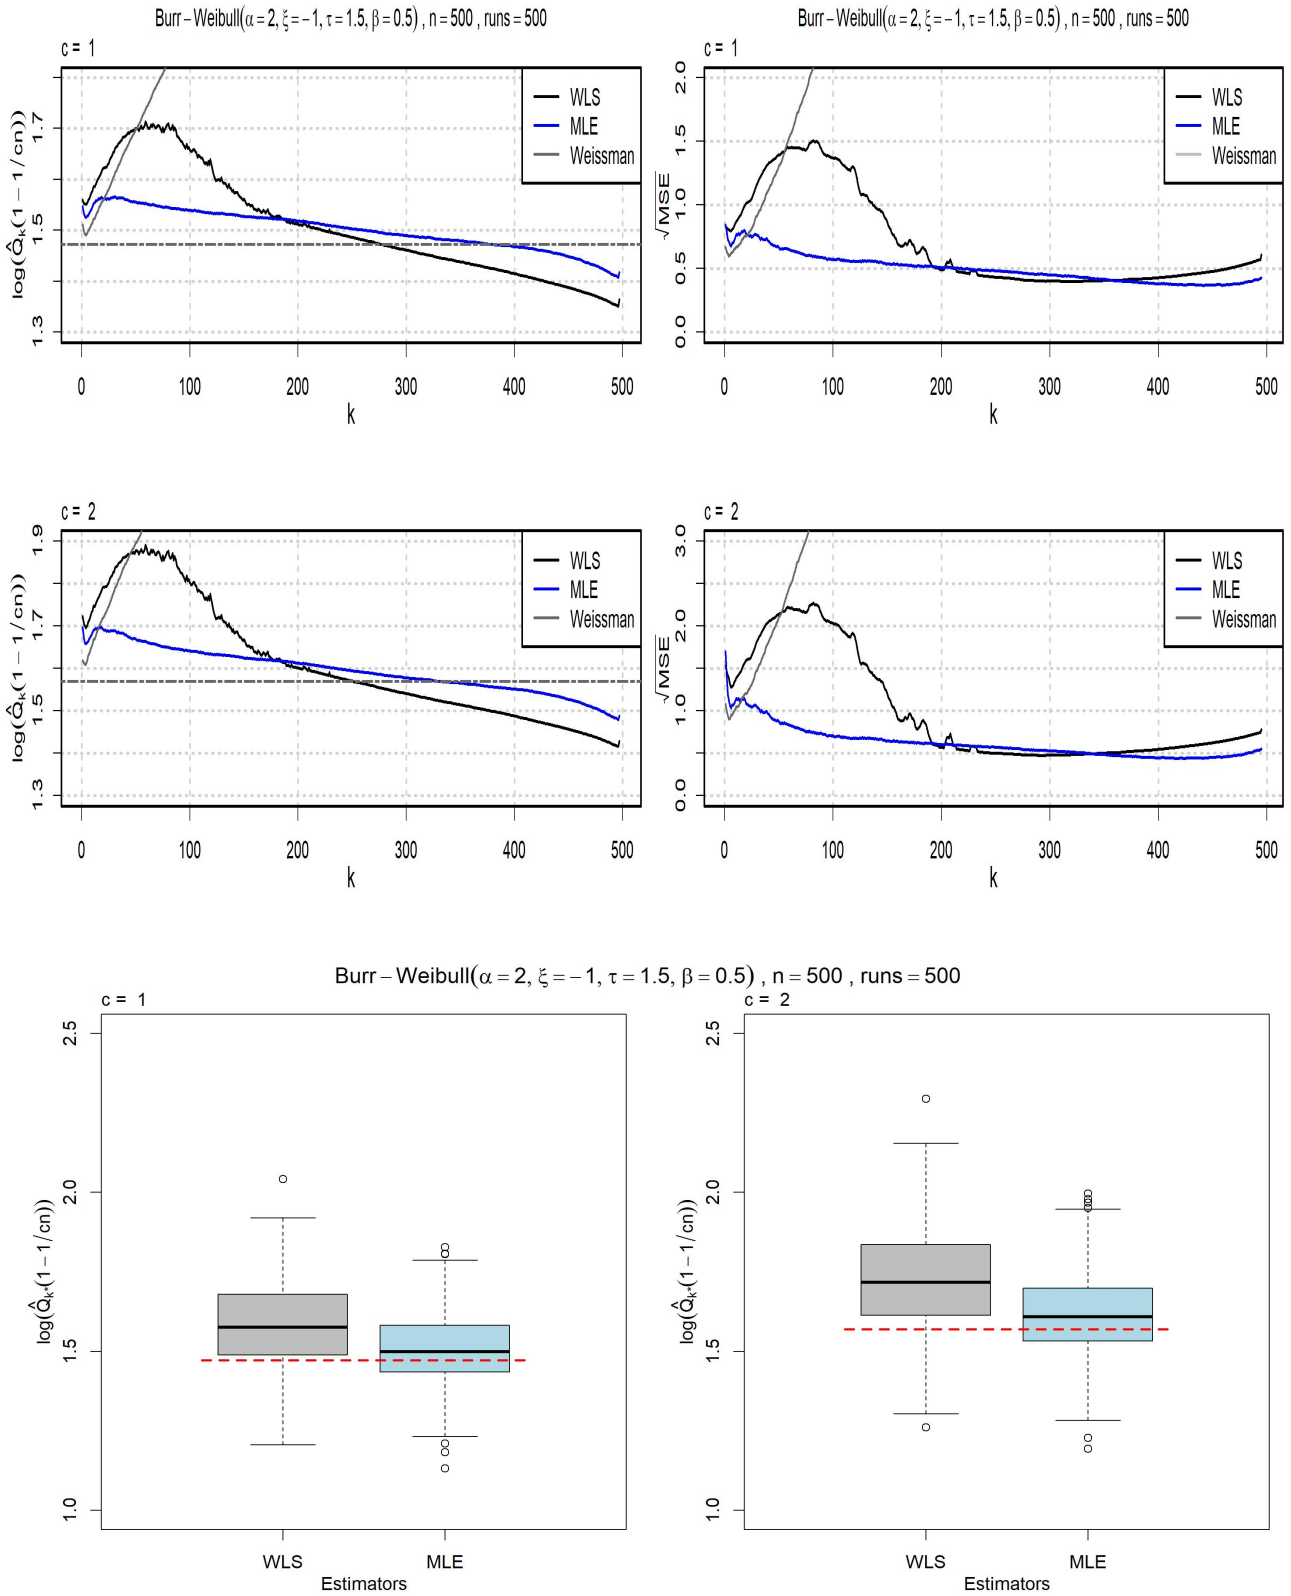 Burr−Weibull(α = 2, ξ = −1, τ = 1.5, β = 0.5) , n = 500 , runs = 500
c = 1
log(Q̂k(1 − 1/cn))
1.3 1.5 1.7
WLS
MLE
Weissman
0 100 200 300 400 500
k
Burr−Weibull(α = 2, ξ = −1, τ = 1.5, β = 0.5) , n = 500 , runs = 500
c = 1
√MSE
0.0 0.5 1.0 1.5 2.0
WLS
MLE
Weissman
0 100 200 300 400 500
k
c = 2
log(Q̂k(1 − 1/cn))
1.3 1.5 1.7 1.9
WLS
MLE
Weissman
0 100 200 300 400 500
k
c = 2
√MSE
0.0 1.0 2.0 3.0
WLS
MLE
Weissman
0 100 200 300 400 500
k
Burr−Weibull(α = 2, ξ = −1, τ = 1.5, β = 0.5) , n = 500 , runs = 500
c = 1
log(Q̂k*(1 − 1/cn))
1.0 1.5 2.0 2.5
WLS MLE
Estimators
c = 2
log(Q̂k*(1 − 1/cn))
1.0 1.5 2.0 2.5
WLS MLE
Estimators